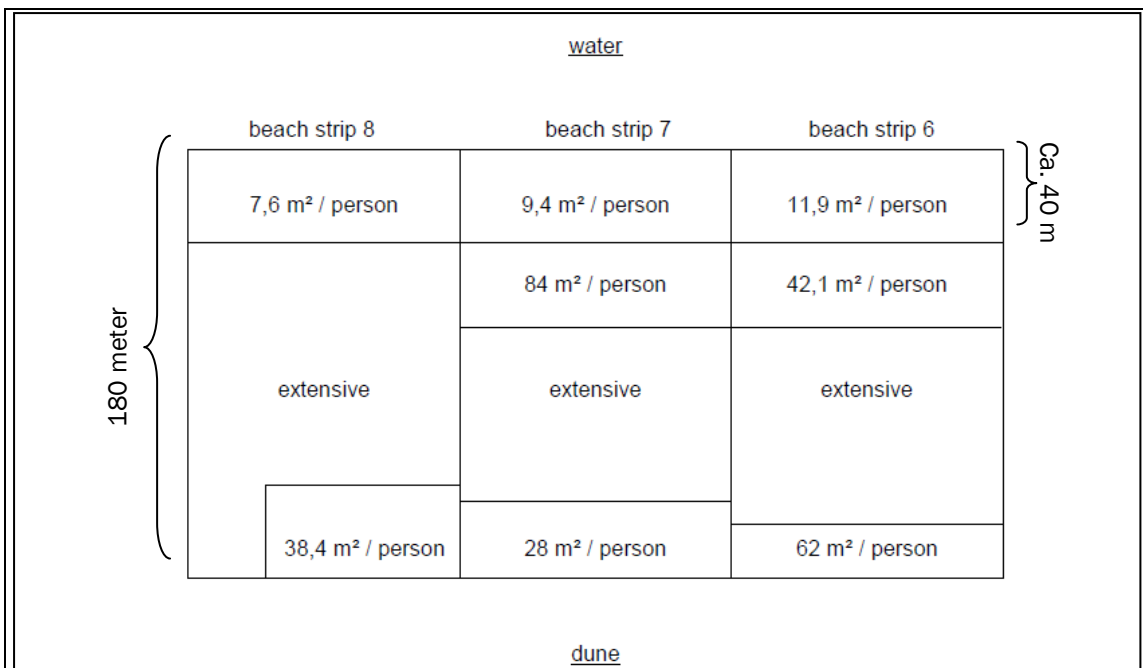 water
beach strip 8 beach strip 7 beach strip 6
7,6 m² / person 9,4 m² / person 11,9 m² / person
Ca. 40 m
84 m² / person 42,1 m² / person
180 meter
extensive extensive extensive
38,4 m² / person 28 m² / person 62 m² / person
dune